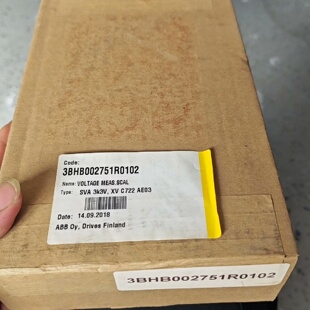 Code:
3BHB002751R0102
Name: VOLTAGE MEAS.SCAL
Type: SVA 3k3V, XV C722 AE03
Date: 14.09.2018
ABB Oy, Drives Finland
3BHB002751R0102